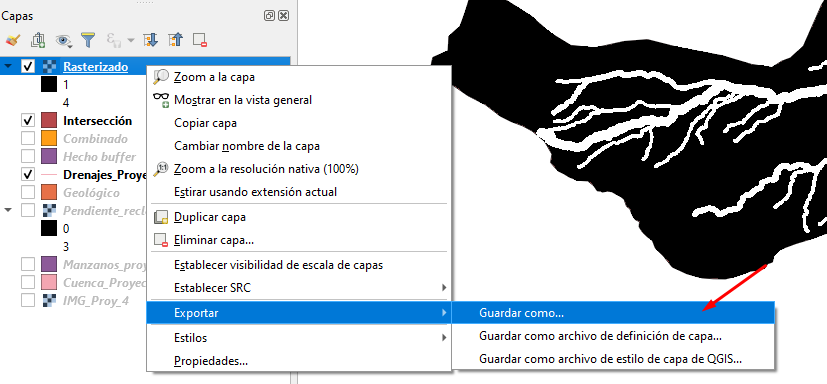 Capas
Rasterizado
1
4
Intersección
Combinado
Hecho buffer
Drenajes_Proye
Geológico
Pendiente_recl
0
3
Manzanos_proy
Cuenca_Proyec
IMG_Proy_4
Zoom a la capa
Mostrar en la vista general
Copiar capa
Cambiar nombre de la capa
Zoom a la resolución nativa (100%)
Estirar usando extensión actual
Duplicar capa
Eliminar capa...
Establecer visibilidad de escala de capas
Establecer SRC
Exportar
Estilos
Propiedades...
Guardar como...
Guardar como archivo de definición de capa...
Guardar como archivo de estilo de capa de QGIS...